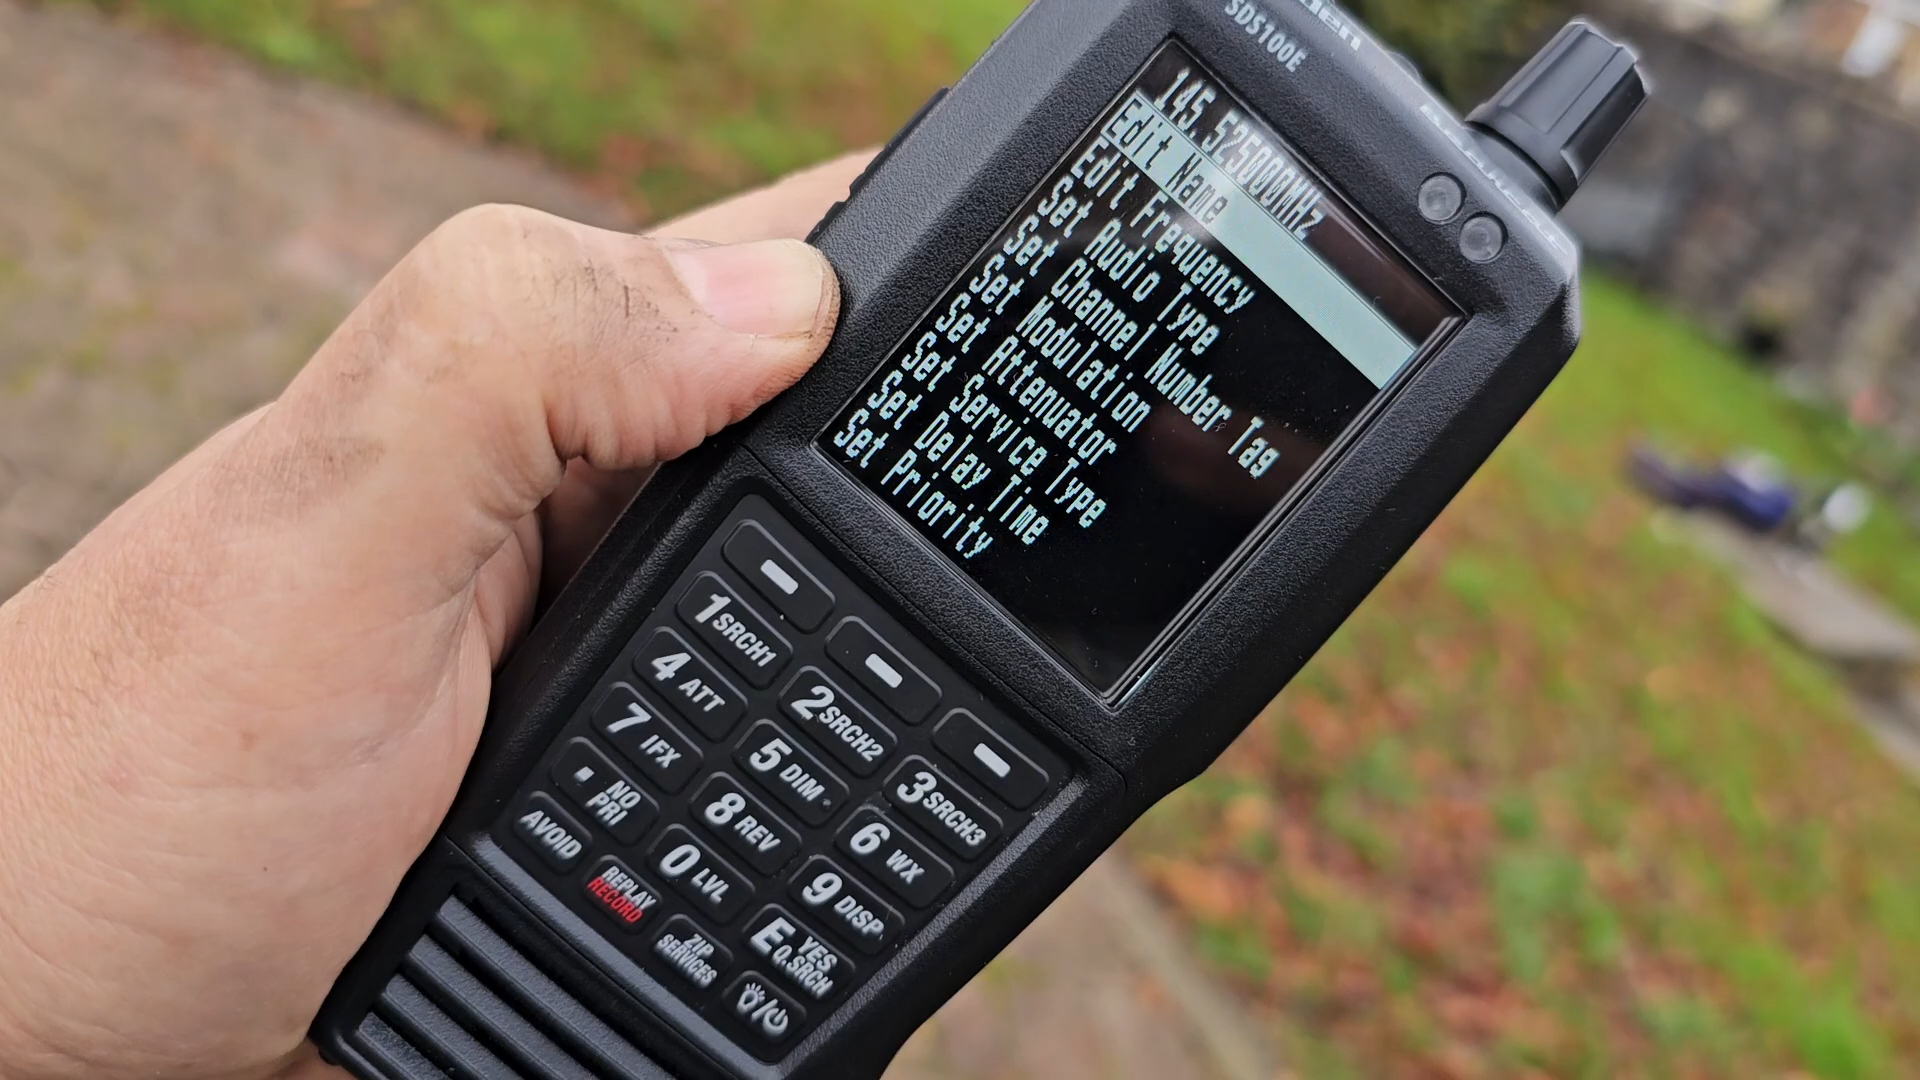 SDS100E
145.525000MHz
Edit Name
Edit Frequency
Set Audio Type
Set Channel Number Tag
Set Modulation
Set Attenuator
Set Service Type
Set Delay Time
Set Priority
1 SRCH1
2 SRCH2
3 SRCH3
4 ATT
5 DIM
6 WX
7 IFX
8 REV
9 DISP
. NO PRI
0 LVL
E YES O.SRCH
AVOID
REPLAY
RECORD
ZIP
SERVICES